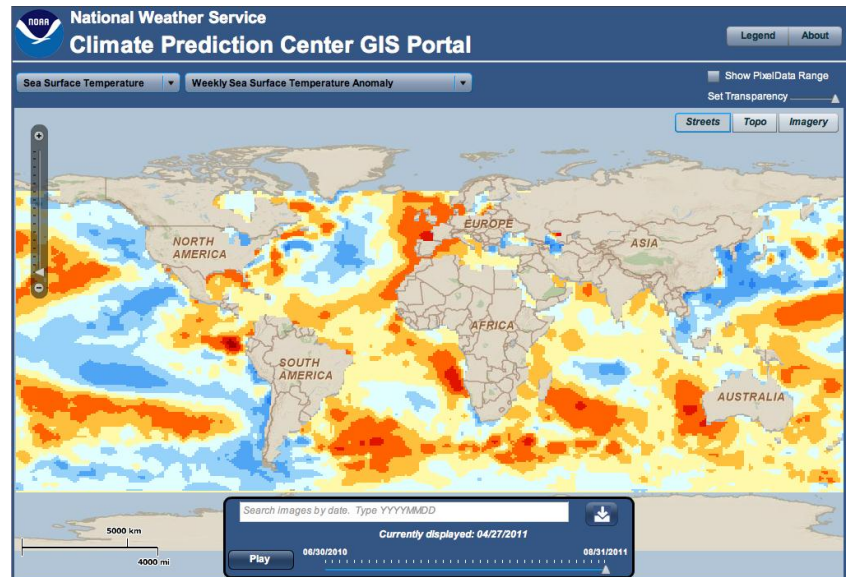 NOAA
National Weather Service
Climate Prediction Center GIS Portal
Legend
About
Sea Surface Temperature
Weekly Sea Surface Temperature Anomaly
Show PixelData Range
Set Transparency
Streets
Topo
Imagery
NORTH
AMERICA
EUROPE
ASIA
AFRICA
SOUTH
AMERICA
AUSTRALIA
Search images by date. Type YYYYMMDD
Currently displayed: 04/27/2011
5000 km
4000 mi
Play
06/30/2010
08/31/2011